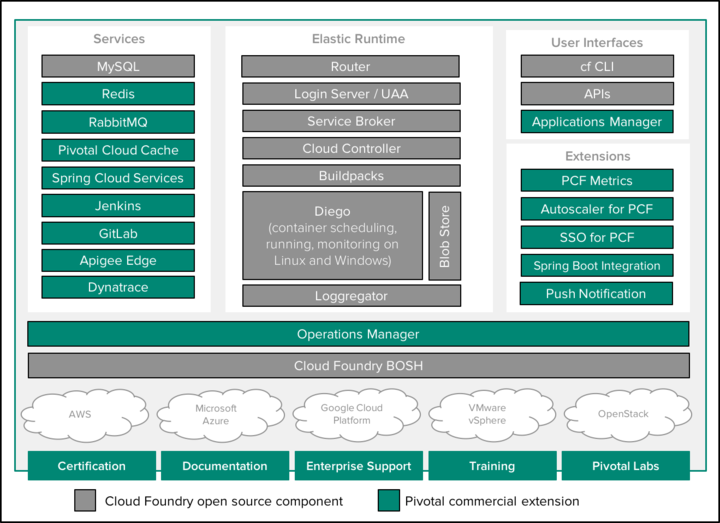 Services
MySQL
Redis
RabbitMQ
Pivotal Cloud Cache
Spring Cloud Services
Jenkins
GitLab
Apigee Edge
Dynatrace
Elastic Runtime
Router
Login Server / UAA
Service Broker
Cloud Controller
Buildpacks
Diego
(container scheduling,
running, monitoring on
Linux and Windows)
Blob Store
Loggregator
User Interfaces
cf CLI
APIs
Applications Manager
Extensions
PCF Metrics
Autoscaler for PCF
SSO for PCF
Spring Boot Integration
Push Notification
Operations Manager
Cloud Foundry BOSH
AWS
Microsoft
Azure
Google Cloud
Platform
VMware
vSphere
OpenStack
Certification
Documentation
Enterprise Support
Training
Pivotal Labs
Cloud Foundry open source component
Pivotal commercial extension